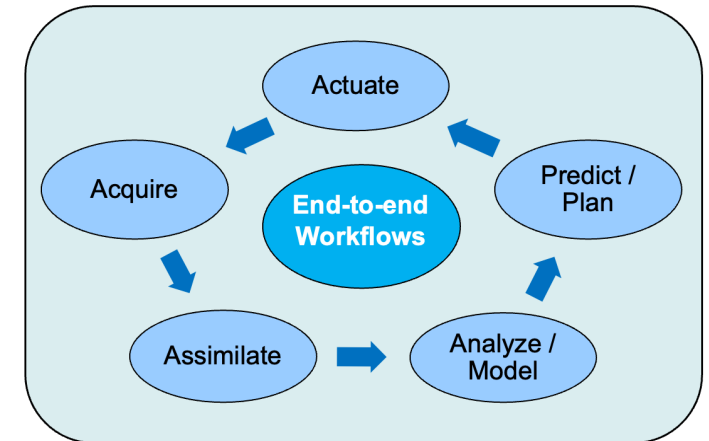 Actuate
Acquire
Predict /
Plan
End-to-end
Workflows
Assimilate
Analyze /
Model